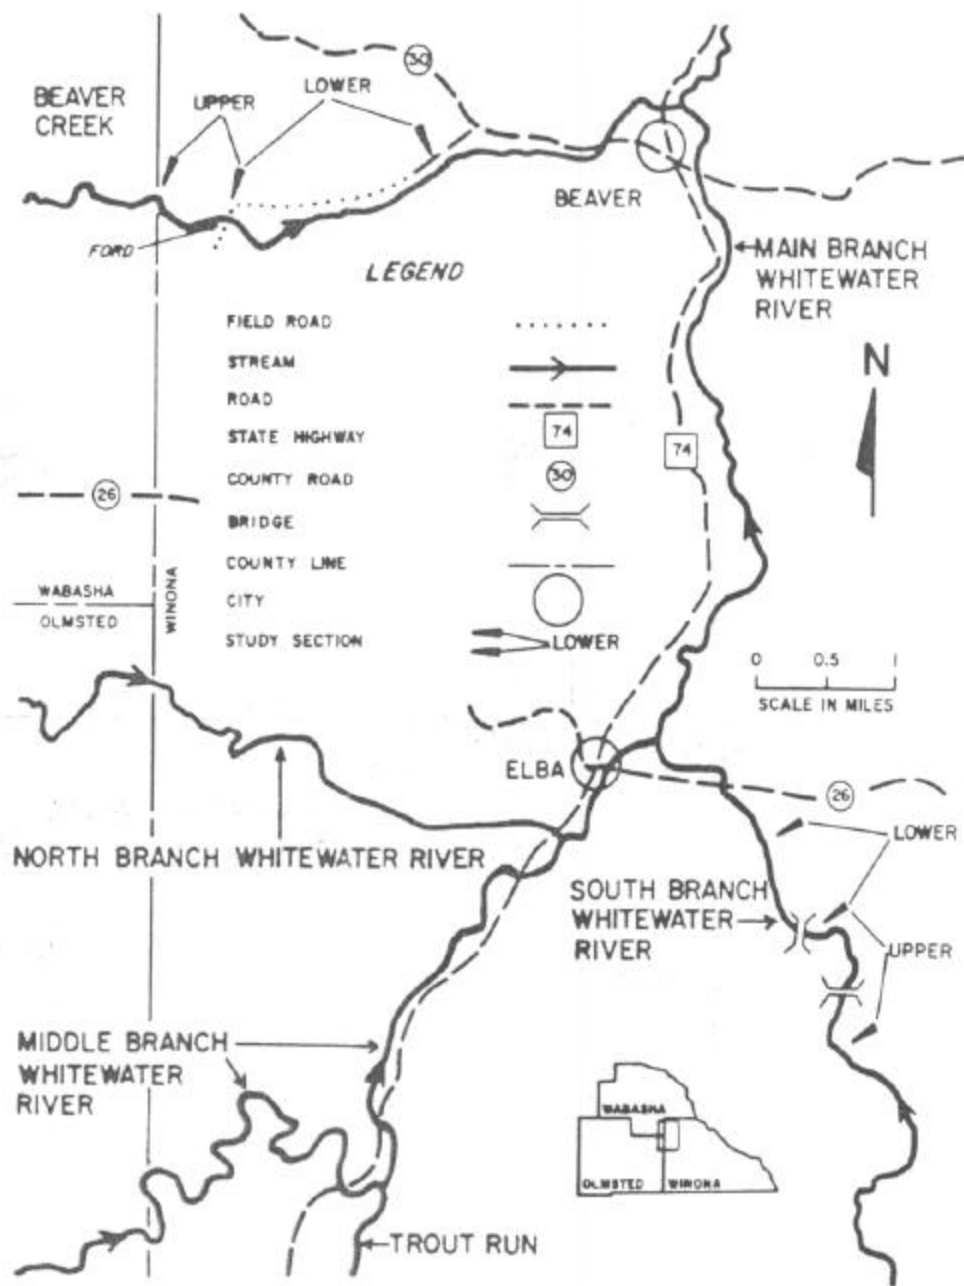 30
BEAVER
CREEK
UPPER
LOWER
BEAVER
FORD
MAIN BRANCH
WHITEWATER
RIVER
LEGEND
FIELD ROAD
STREAM
ROAD
STATE HIGHWAY
74
COUNTY ROAD
30
BRIDGE
COUNTY LINE
CITY
STUDY SECTION
LOWER
N
74
26
WABASHA
OLMSTED
WINONA
0 0.5 1
SCALE IN MILES
ELBA
26
NORTH BRANCH WHITEWATER RIVER
LOWER
SOUTH BRANCH
WHITEWATER
RIVER
UPPER
MIDDLE BRANCH
WHITEWATER
RIVER
WABASHA
OLMSTED
WINONA
TROUT RUN